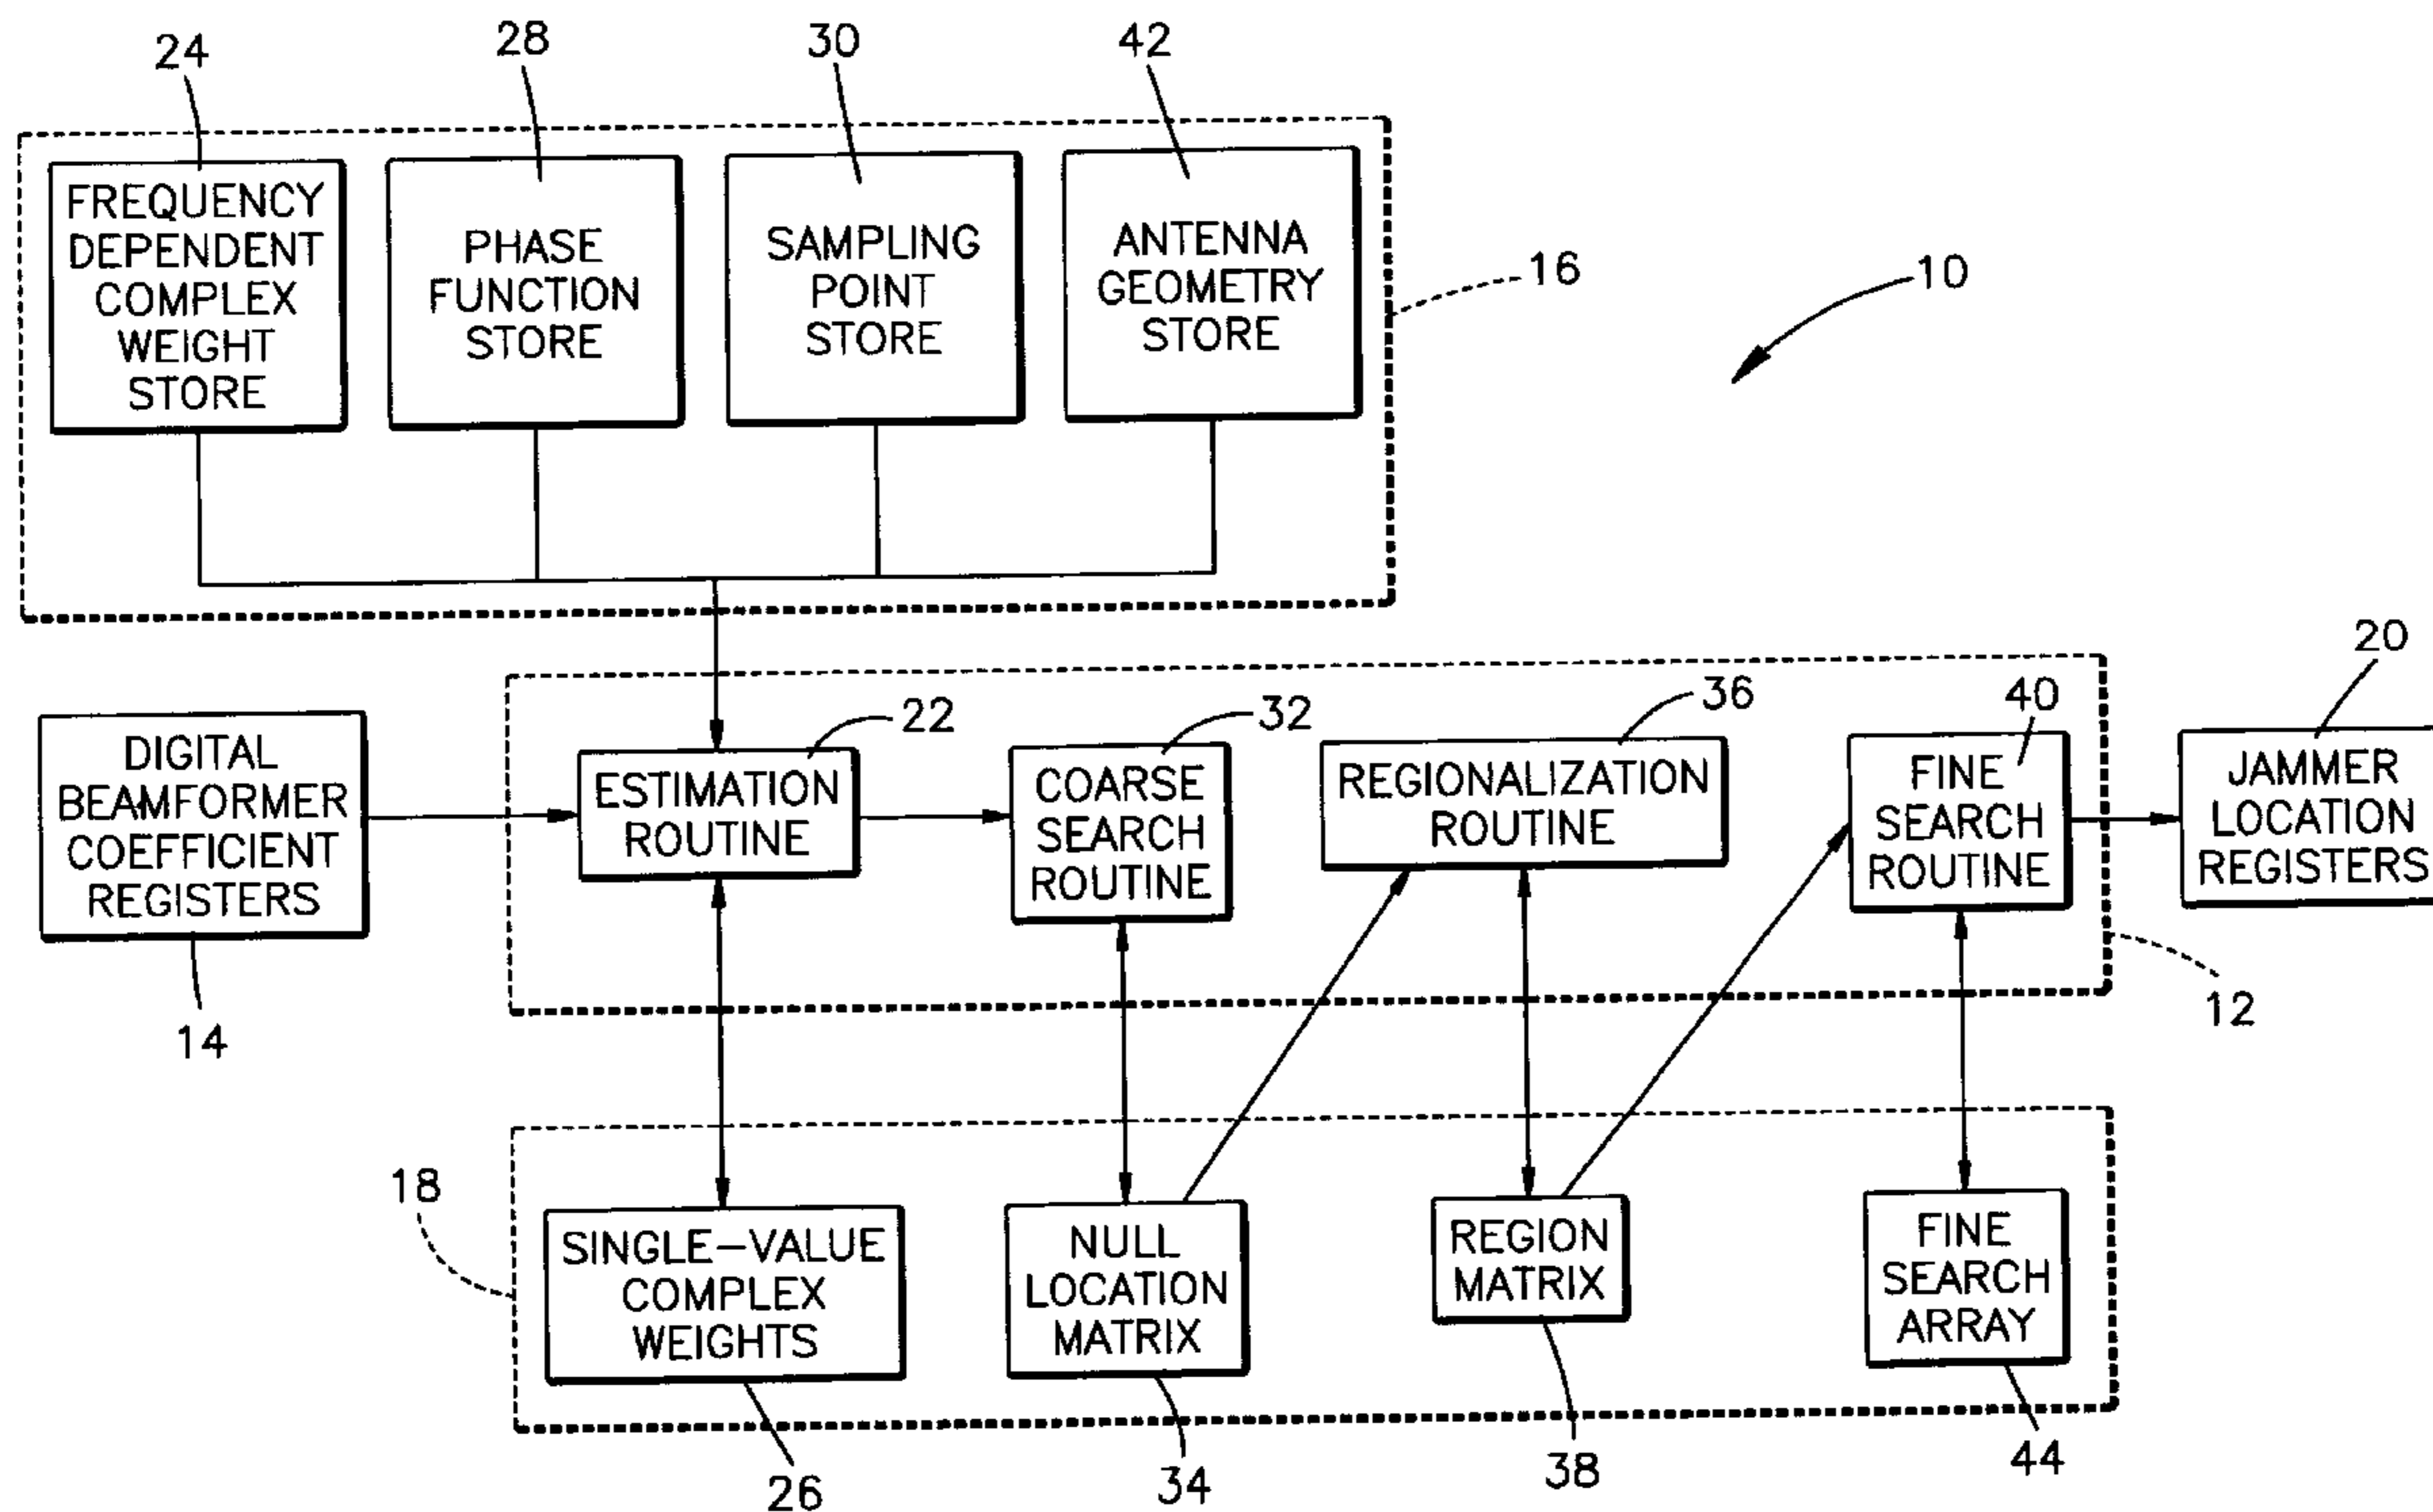 24
28
30
42
FREQUENCY
DEPENDENT
COMPLEX
WEIGHT
STORE
PHASE
FUNCTION
STORE
SAMPLING
POINT
STORE
ANTENNA
GEOMETRY
STORE
16
10
DIGITAL
BEAMFORMER
COEFFICIENT
REGISTERS
14
22
ESTIMATION
ROUTINE
32
COARSE
SEARCH
ROUTINE
36
REGIONALIZATION
ROUTINE
40
FINE
SEARCH
ROUTINE
20
JAMMER
LOCATION
REGISTERS
12
18
SINGLE-VALUE
COMPLEX
WEIGHTS
26
NULL
LOCATION
MATRIX
34
REGION
MATRIX
38
FINE
SEARCH
ARRAY
44